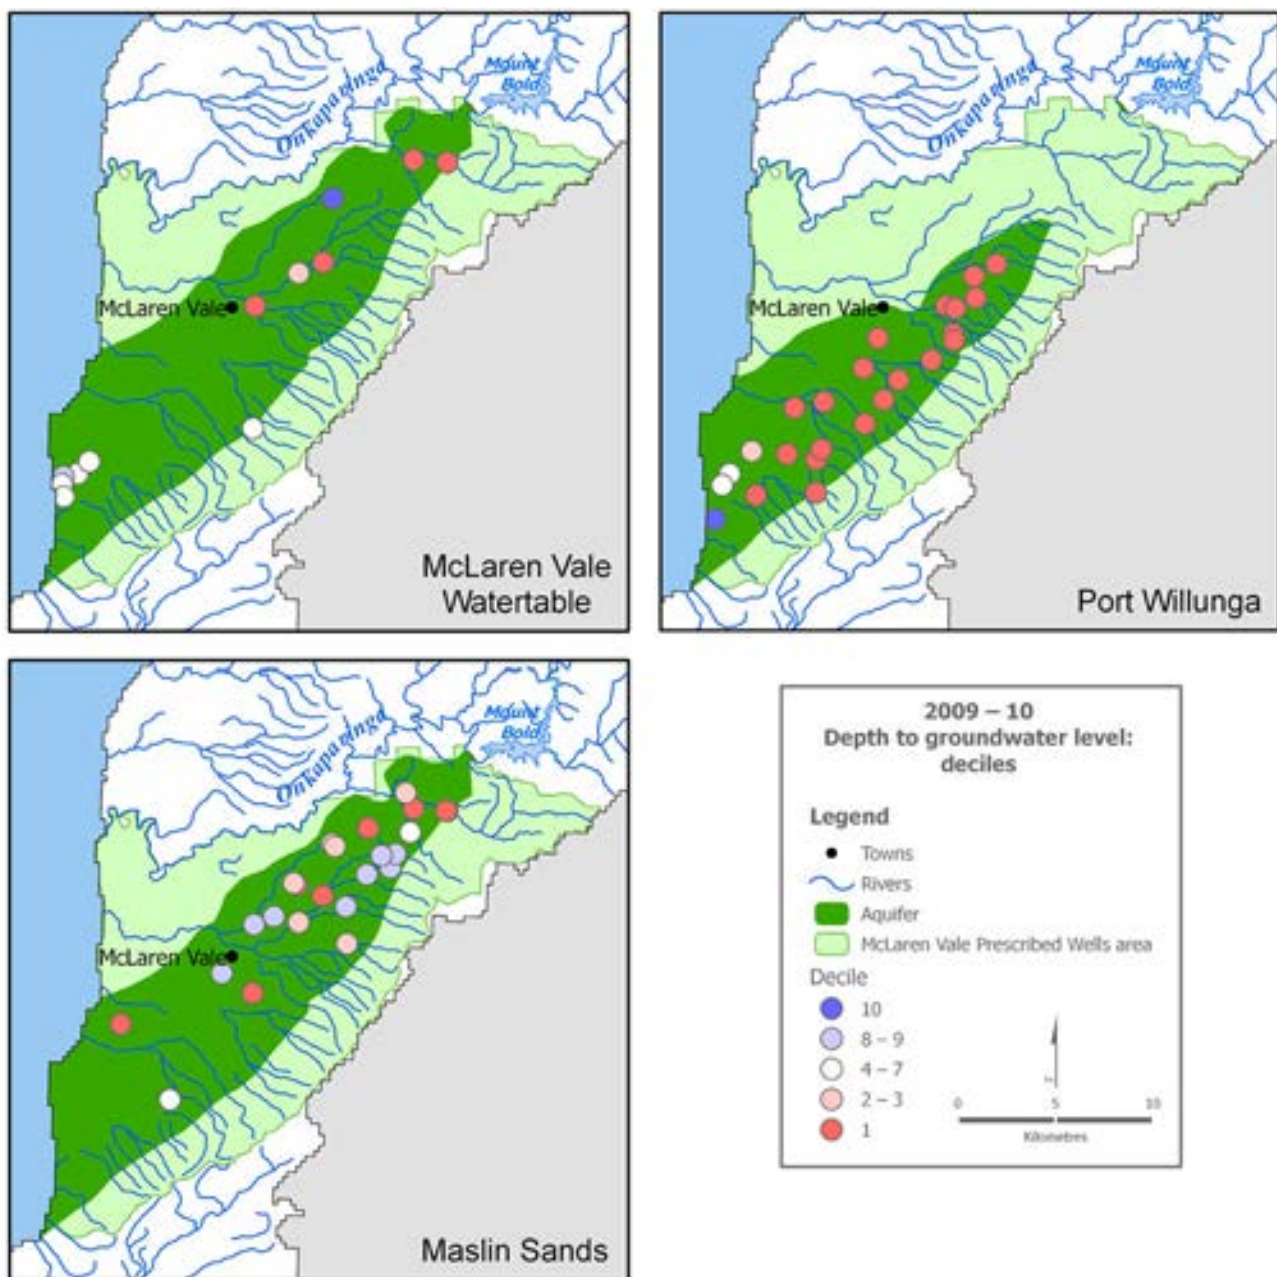 Mount
Bold
Onkaparinga
McLaren Vale
McLaren Vale
Watertable
Mount
Bold
Onkaparinga
McLaren Vale
Port Willunga
Mount
Bold
Onkaparinga
McLaren Vale
Maslin Sands
2009 – 10
Depth to groundwater level:
deciles
Legend
Towns
Rivers
Aquifer
McLaren Vale Prescribed Wells area
Decile
10
8 – 9
4 – 7
2 – 3
1
0 5 10
Kilometres